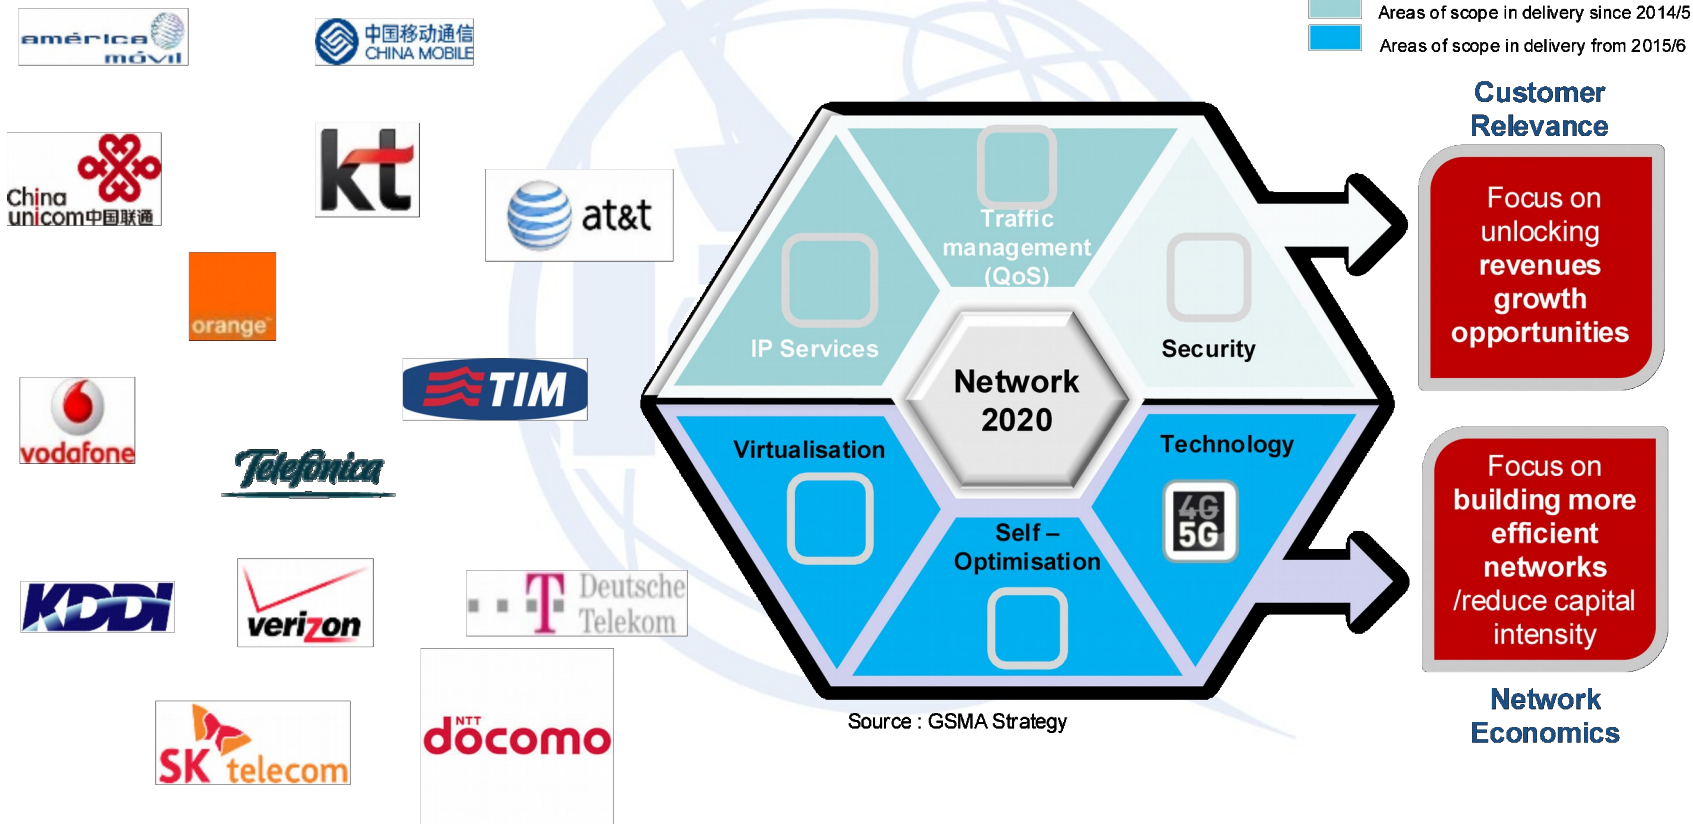 Areas of scope in delivery since 2014/5
Areas of scope in delivery from 2015/6
américa
móvil
中国移动通信
CHINA MOBILE
China
unicom中国联通
kt
at&t
orange™
TIM
vodafone
Telefónica
KDDI
verizon
T Deutsche
Telekom
SK telecom
NTT
döcomo
Traffic
management
(QoS)
IP Services
Security
Network
2020
Virtualisation
Technology
4G
5G
Self –
Optimisation
Source : GSMA Strategy
Customer
Relevance
Focus on
unlocking
revenues
growth
opportunities
Focus on
building more
efficient
networks
/reduce capital
intensity
Network
Economics